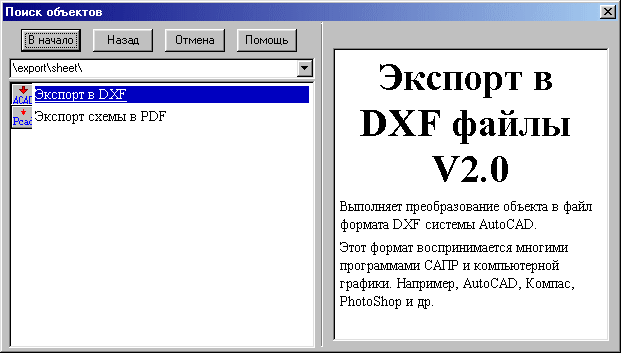 Поиск объектов
В начало Назад Отмена Помощь
\export\sheet\
ACAD Экспорт в DXF
Pcad Экспорт схемы в PDF
Экспорт в
DXF файлы
V2.0
Выполняет преобразование объекта в файл
формата DXF системы AutoCAD.
Этот формат воспринимается многими
программами САПР и компьютерной
графики. Например, AutoCAD, Компас,
PhotoShop и др.